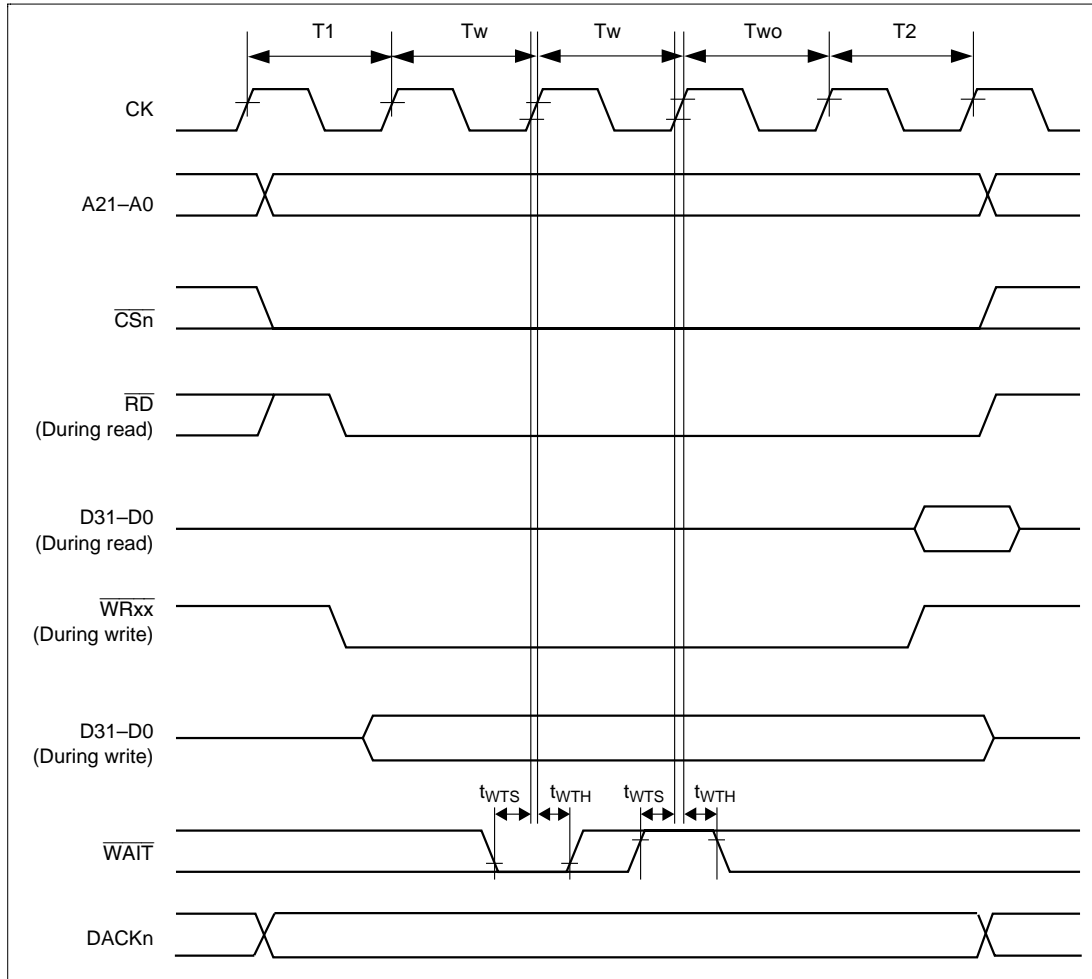 T1 Tw Tw Two T2
CK
A21–A0
CSn
RD
(During read)
D31–D0
(During read)
WRxx
(During write)
D31–D0
(During write)
tWTS tWTH tWTS tWTH
WAIT
DACKn